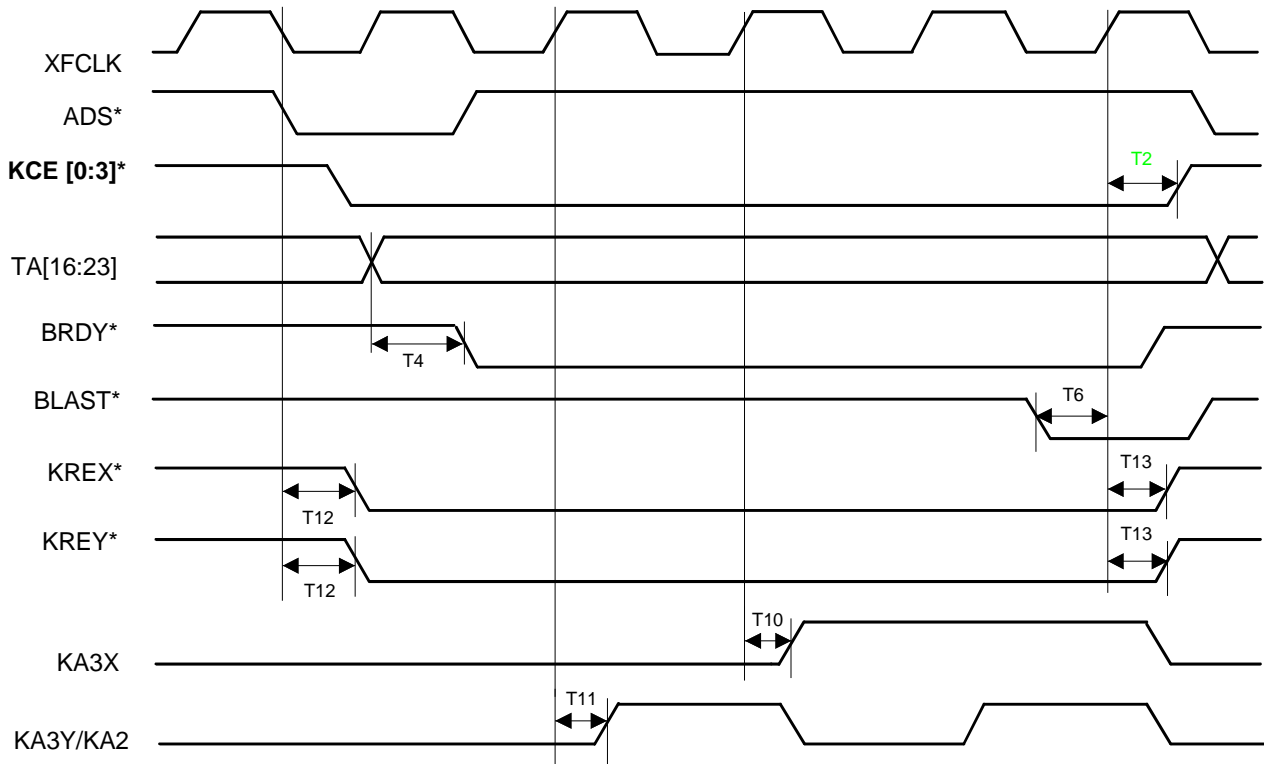 XFCLK
ADS*
KCE [0:3]*
T2
TA[16:23]
BRDY*
T4
BLAST*
T6
KREX*
T12
T13
KREY*
T12
T13
KA3X
T10
KA3Y/KA2
T11